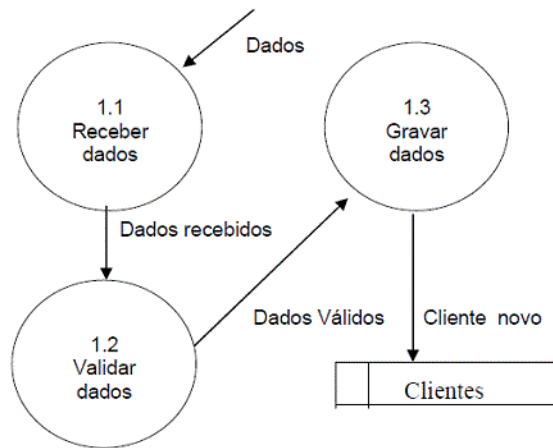 Dados
1.1
Receber
dados
1.3
Gravar
dados
Dados recebidos
Dados Válidos
Cliente novo
1.2
Validar
dados
Clientes